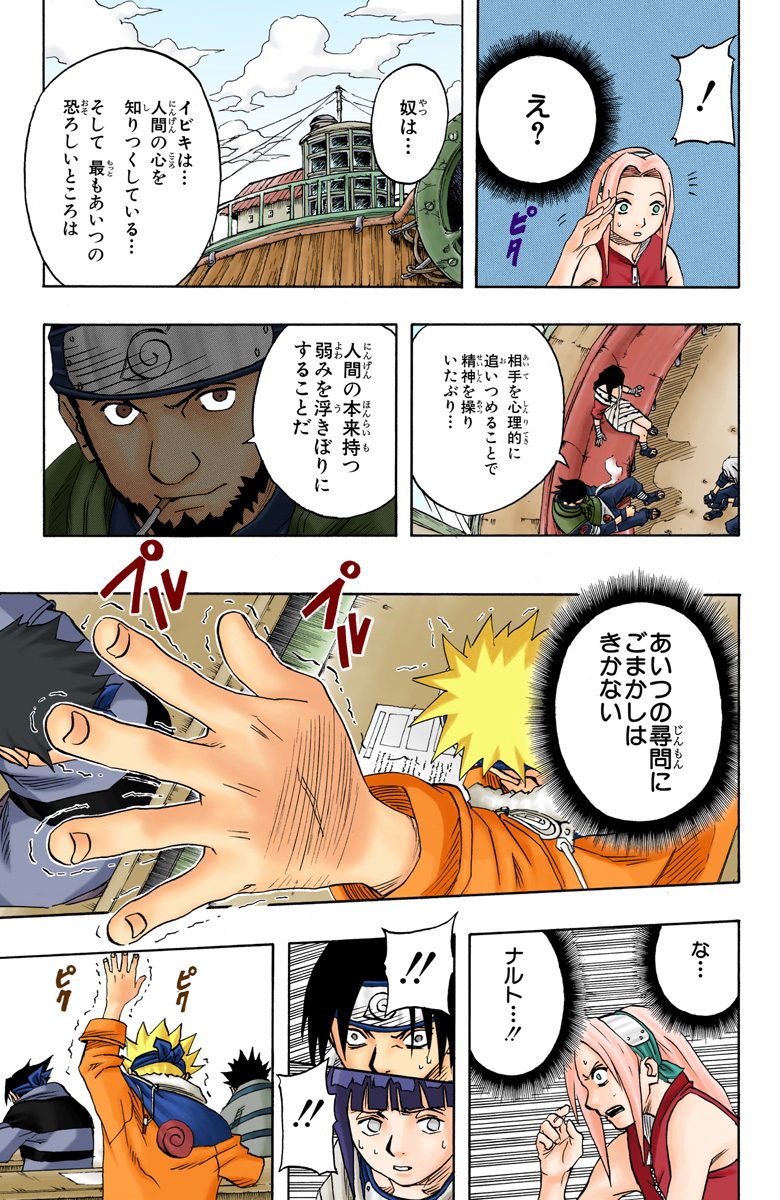 !
え?
ピタ
奴は…
イビキは…
人間の心を
知りつくしている…
そして 最もあいつの
恐ろしいところは
相手を心理的に
追いつめることで
精神を操り
いたぶり…
人間の本来持つ
弱みを浮きぼりに
することだ
あいつの尋問に
ごまかしは
きかない
プル
プル
な…
ナルト…!!
!!
!!
ピク
ピク